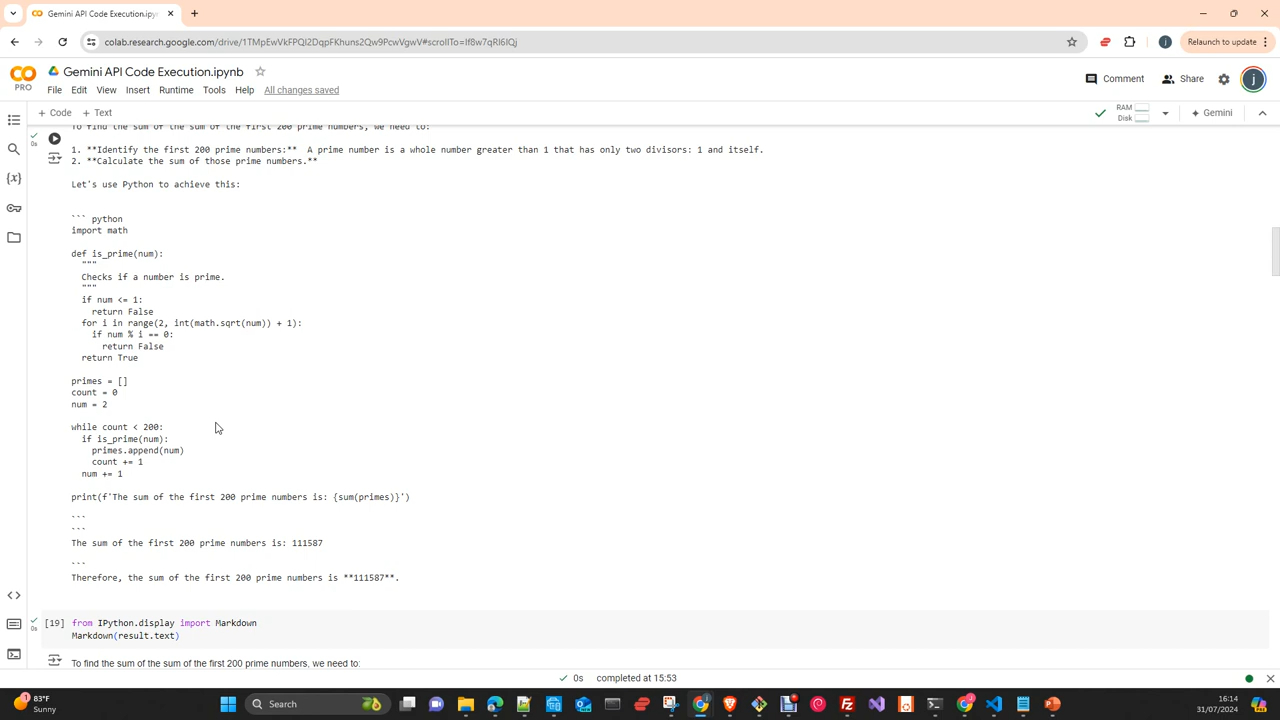 Gemini API Code Execution.ipyn
colab.research.google.com/drive/1TMpEwVkFPQl2DqpFKhuns2Qw9PcwVgwV#scrollTo=If8w7qRl6IQj
Relaunch to update
PRO
Gemini API Code Execution.ipynb
File Edit View Insert Runtime Tools Help All changes saved
Comment Share
+ Code + Text
RAM
Disk
Gemini
To find the sum of the sum of the first 200 prime numbers, we need to:
0s
1. **Identify the first 200 prime numbers:** A prime number is a whole number greater than 1 that has only two divisors: 1 and itself.
2. **Calculate the sum of those prime numbers.**
Let's use Python to achieve this:
``` python
import math
def is_prime(num):
"""
Checks if a number is prime.
"""
if num <= 1:
return False
for i in range(2, int(math.sqrt(num)) + 1):
if num % i == 0:
return False
return True
primes = []
count = 0
num = 2
while count < 200:
if is_prime(num):
primes.append(num)
count += 1
num += 1
print(f'The sum of the first 200 prime numbers is: {sum(primes)}')
```
```
The sum of the first 200 prime numbers is: 111587
```
Therefore, the sum of the first 200 prime numbers is **111587**.
[19] from IPython.display import Markdown
0s
Markdown(result.text)
To find the sum of the sum of the first 200 prime numbers, we need to:
0s completed at 15:53
83°F
Sunny
Search
16:14
31/07/2024